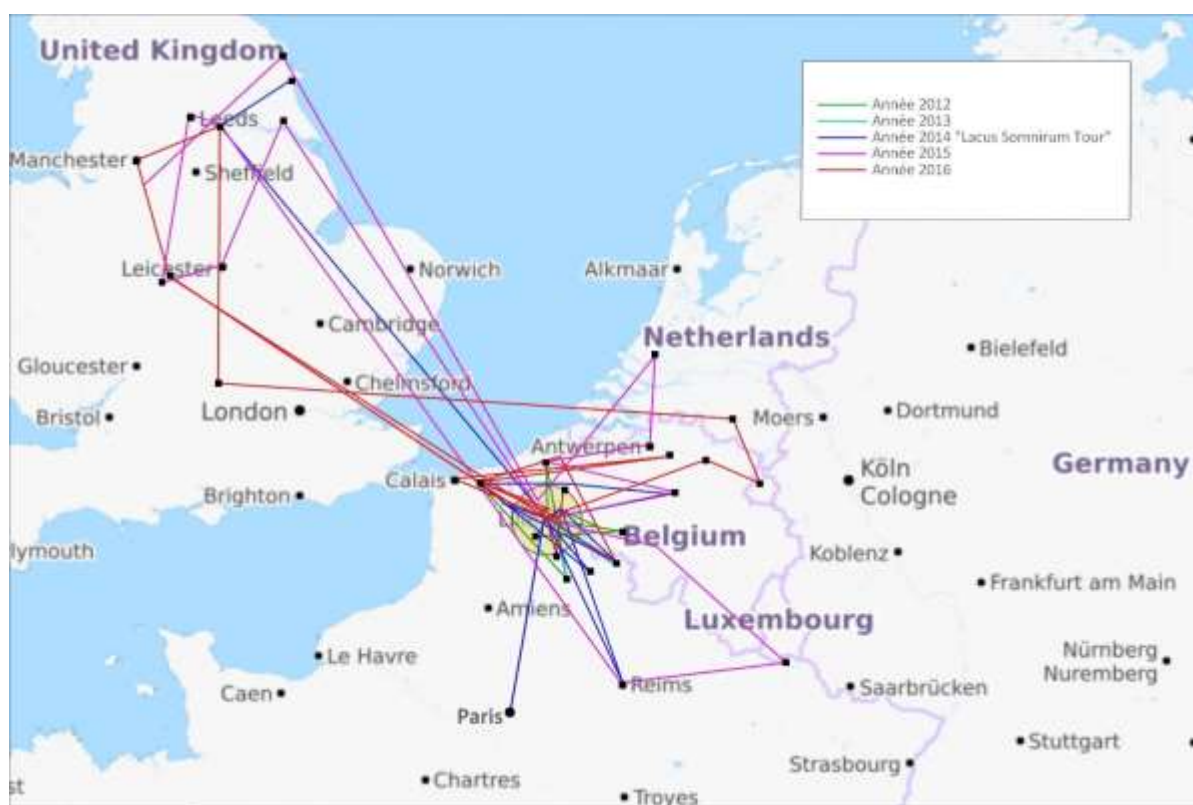 United Kingdom
Année 2012
Année 2013
Année 2014 "Lacus Somnirum Tour"
Année 2015
Année 2016
Leeds
Manchester
Sheffield
Leicester
Norwich
Alkmaar
Cambridge
Netherlands
Bielefeld
Gloucester
Chelmsford
Bristol
London
Moers
Dortmund
Antwerpen
Calais
Köln
Cologne
Germany
Brighton
Belgium
lymouth
Koblenz
Frankfurt am Main
Amiens
Luxembourg
Le Havre
Nürnberg
Nuremberg
Caen
Reims
Saarbrücken
Paris
Stuttgart
Strasbourg
Chartres
st
Troyes